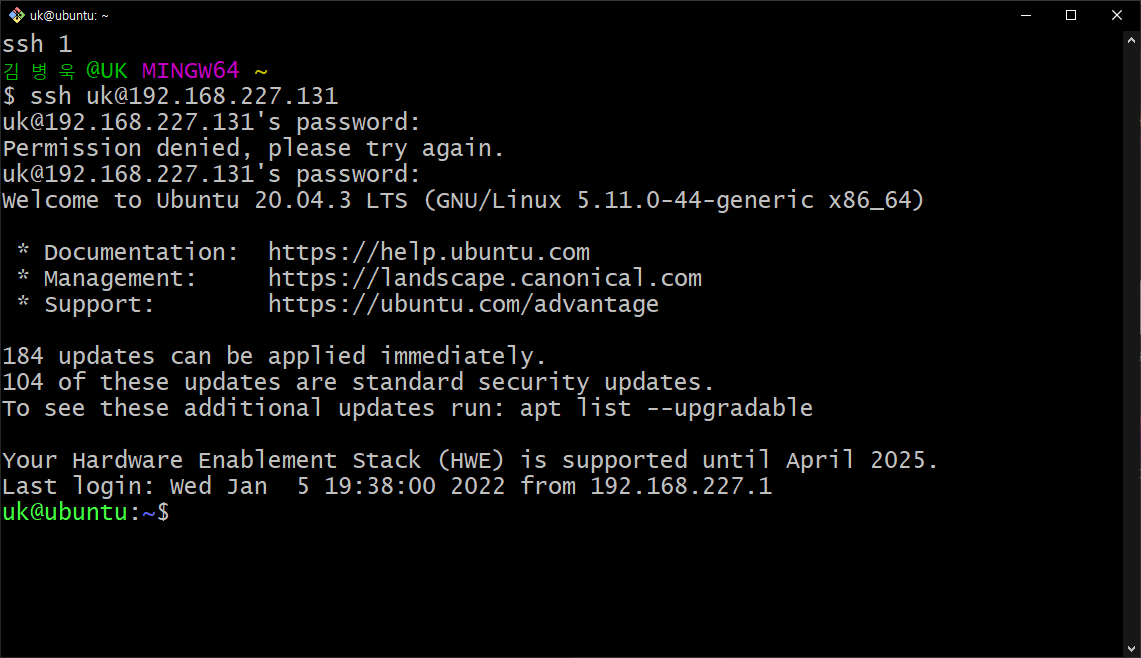 uk@ubuntu: ~
ssh 1
김병욱@UK MINGW64 ~
$ ssh uk@192.168.227.131
uk@192.168.227.131's password:
Permission denied, please try again.
uk@192.168.227.131's password:
Welcome to Ubuntu 20.04.3 LTS (GNU/Linux 5.11.0-44-generic x86_64)
* Documentation:  https://help.ubuntu.com
* Management:     https://landscape.canonical.com
* Support:        https://ubuntu.com/advantage
184 updates can be applied immediately.
104 of these updates are standard security updates.
To see these additional updates run: apt list --upgradable
Your Hardware Enablement Stack (HWE) is supported until April 2025.
Last login: Wed Jan  5 19:38:00 2022 from 192.168.227.1
uk@ubuntu:~$